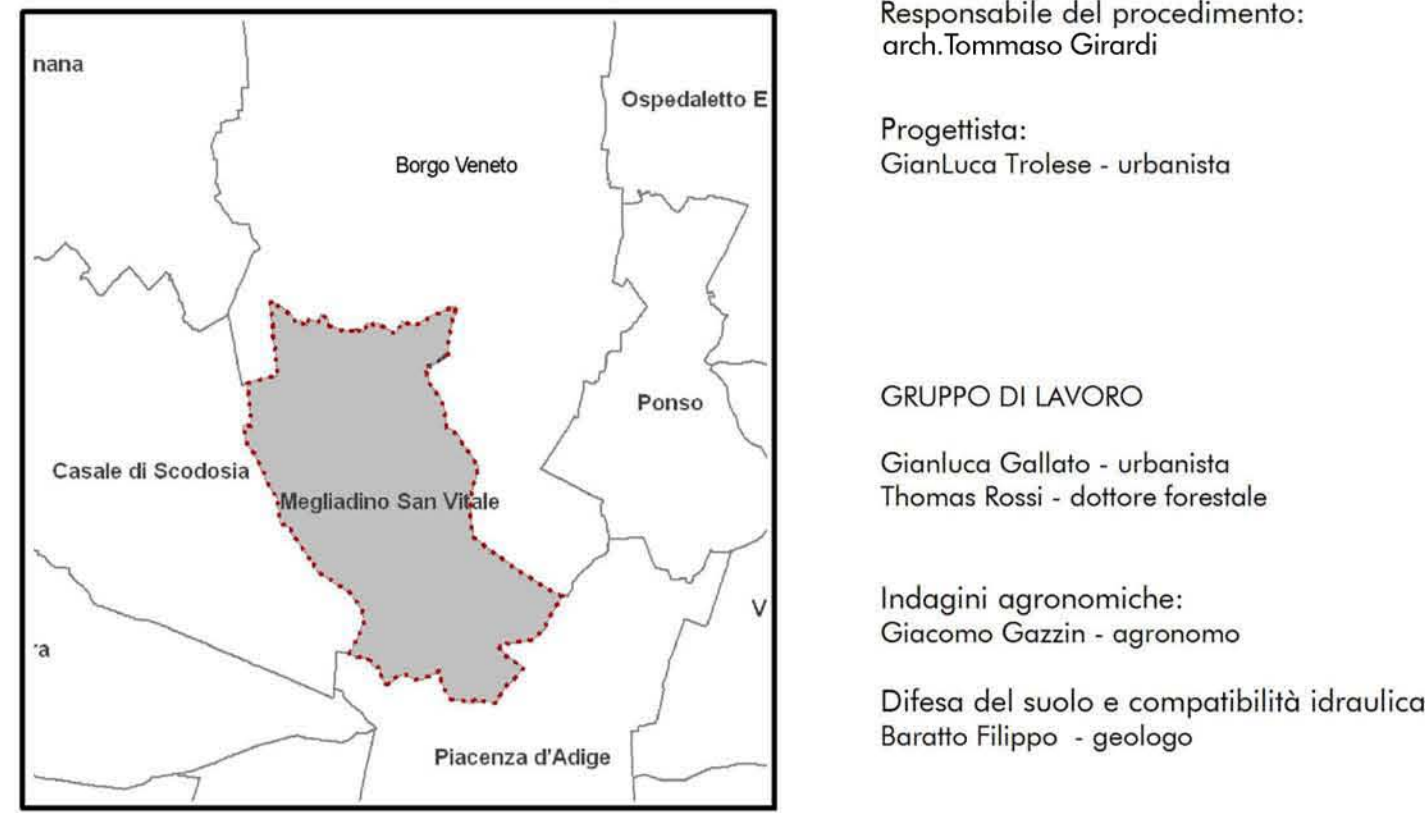 nana
Ospedaletto E
Borgo Veneto
Ponso
Casale di Scodosia
Megliadino San Vitale
V
a
Piacenza d'Adige
Responsabile del procedimento:
arch.Tommaso Girardi
Progettista:
GianLuca Trolese - urbanista
GRUPPO DI LAVORO
Gianluca Gallato - urbanista
Thomas Rossi - dottore forestale
Indagini agronomiche:
Giacomo Gazzin - agronomo
Difesa del suolo e compatibilità idraulica
Baratto Filippo - geologo